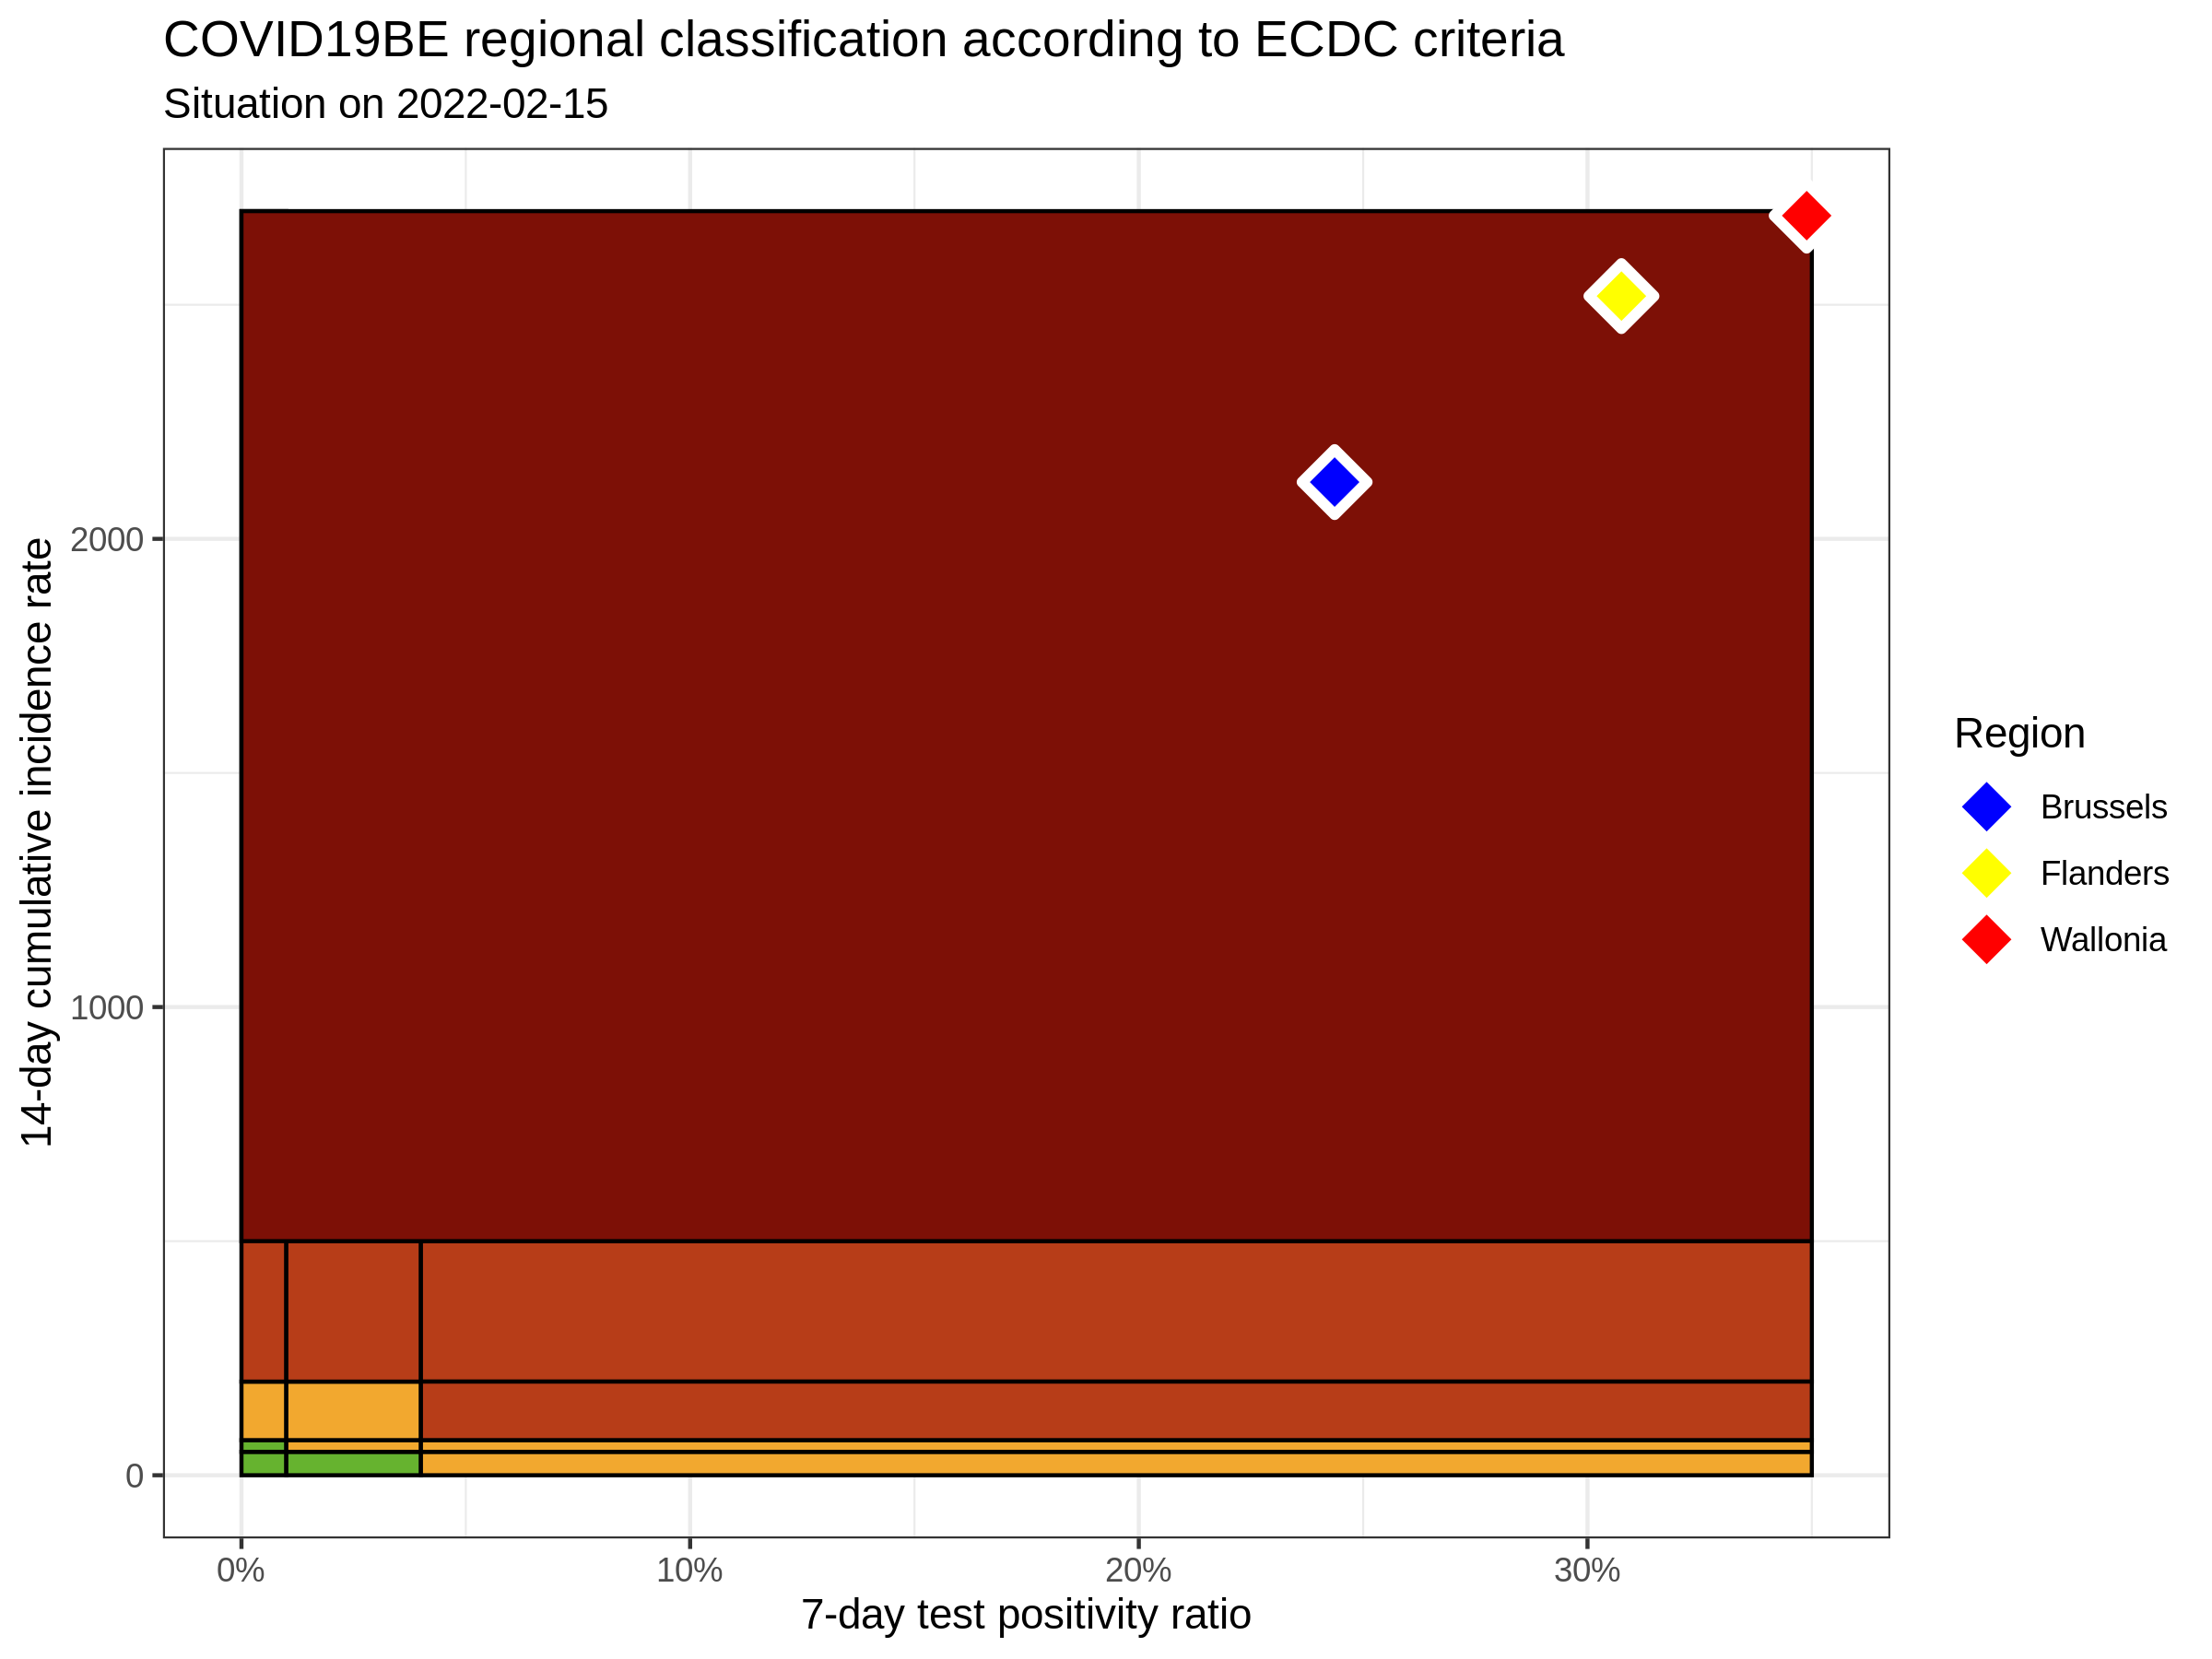 COVID19BE regional classification according to ECDC criteria
Situation on 2022-02-15
14-day cumulative incidence rate
2000
1000
0
0%
10%
20%
30%
7-day test positivity ratio
Region
Brussels
Flanders
Wallonia